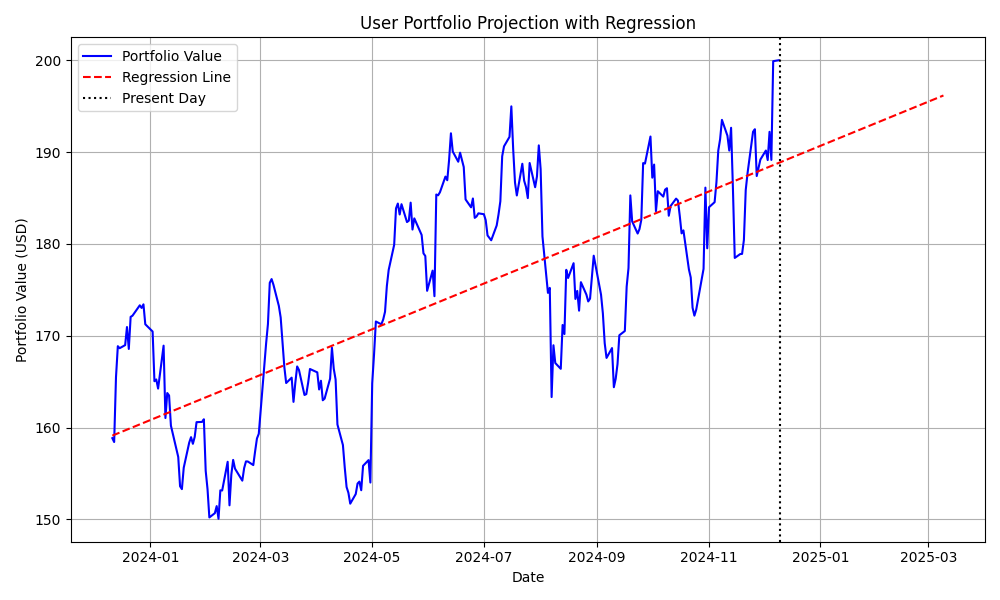 User Portfolio Projection with Regression
Portfolio Value
Regression Line
Present Day
Portfolio Value (USD)
200
190
180
170
160
150
2024-01
2024-03
2024-05
2024-07
2024-09
2024-11
2025-01
2025-03
Date